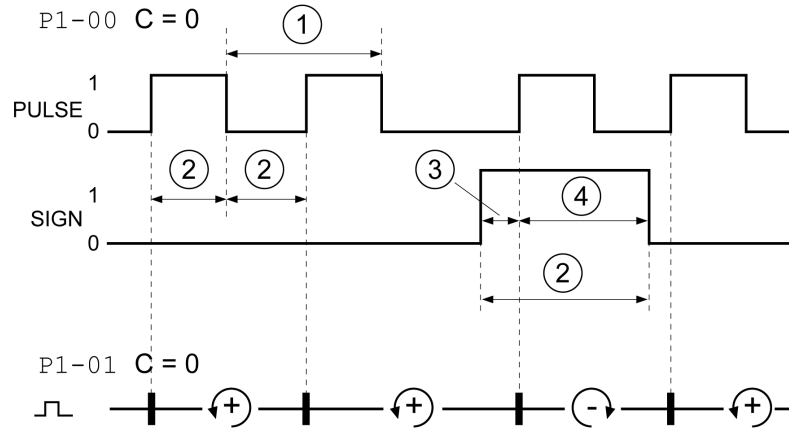 P1-00 C = 0
1
1
PULSE
0
2 2 3 4
1
SIGN
0
2
P1-01 C = 0
+ + - +